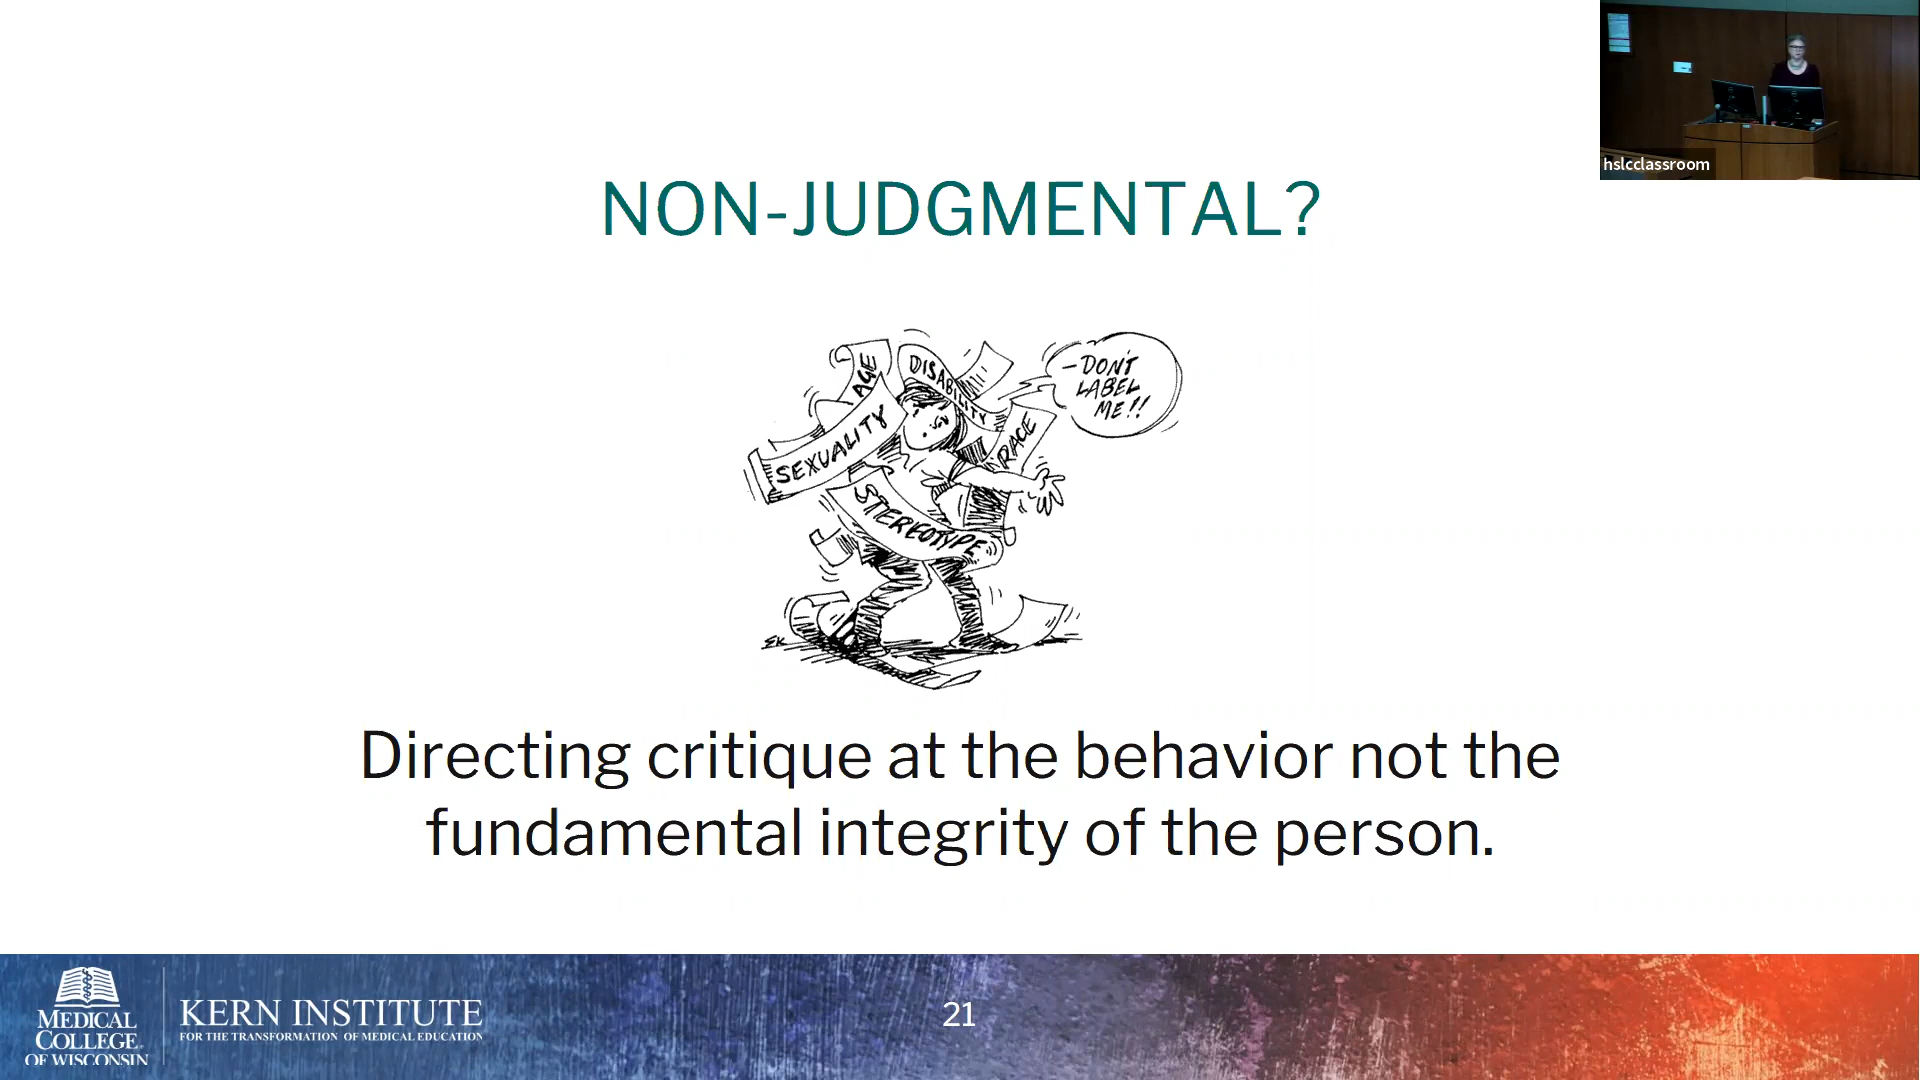 hslcclassroom
NON-JUDGMENTAL?
AGE
DISABILITY
-DON'T
LABEL
ME!!
SEXUALITY
RACE
STEREOTYPE
EK
Directing critique at the behavior not the
fundamental integrity of the person.
MEDICAL
COLLEGE
OF WISCONSIN
KERN INSTITUTE
FOR THE TRANSFORMATION OF MEDICAL EDUCATION
21